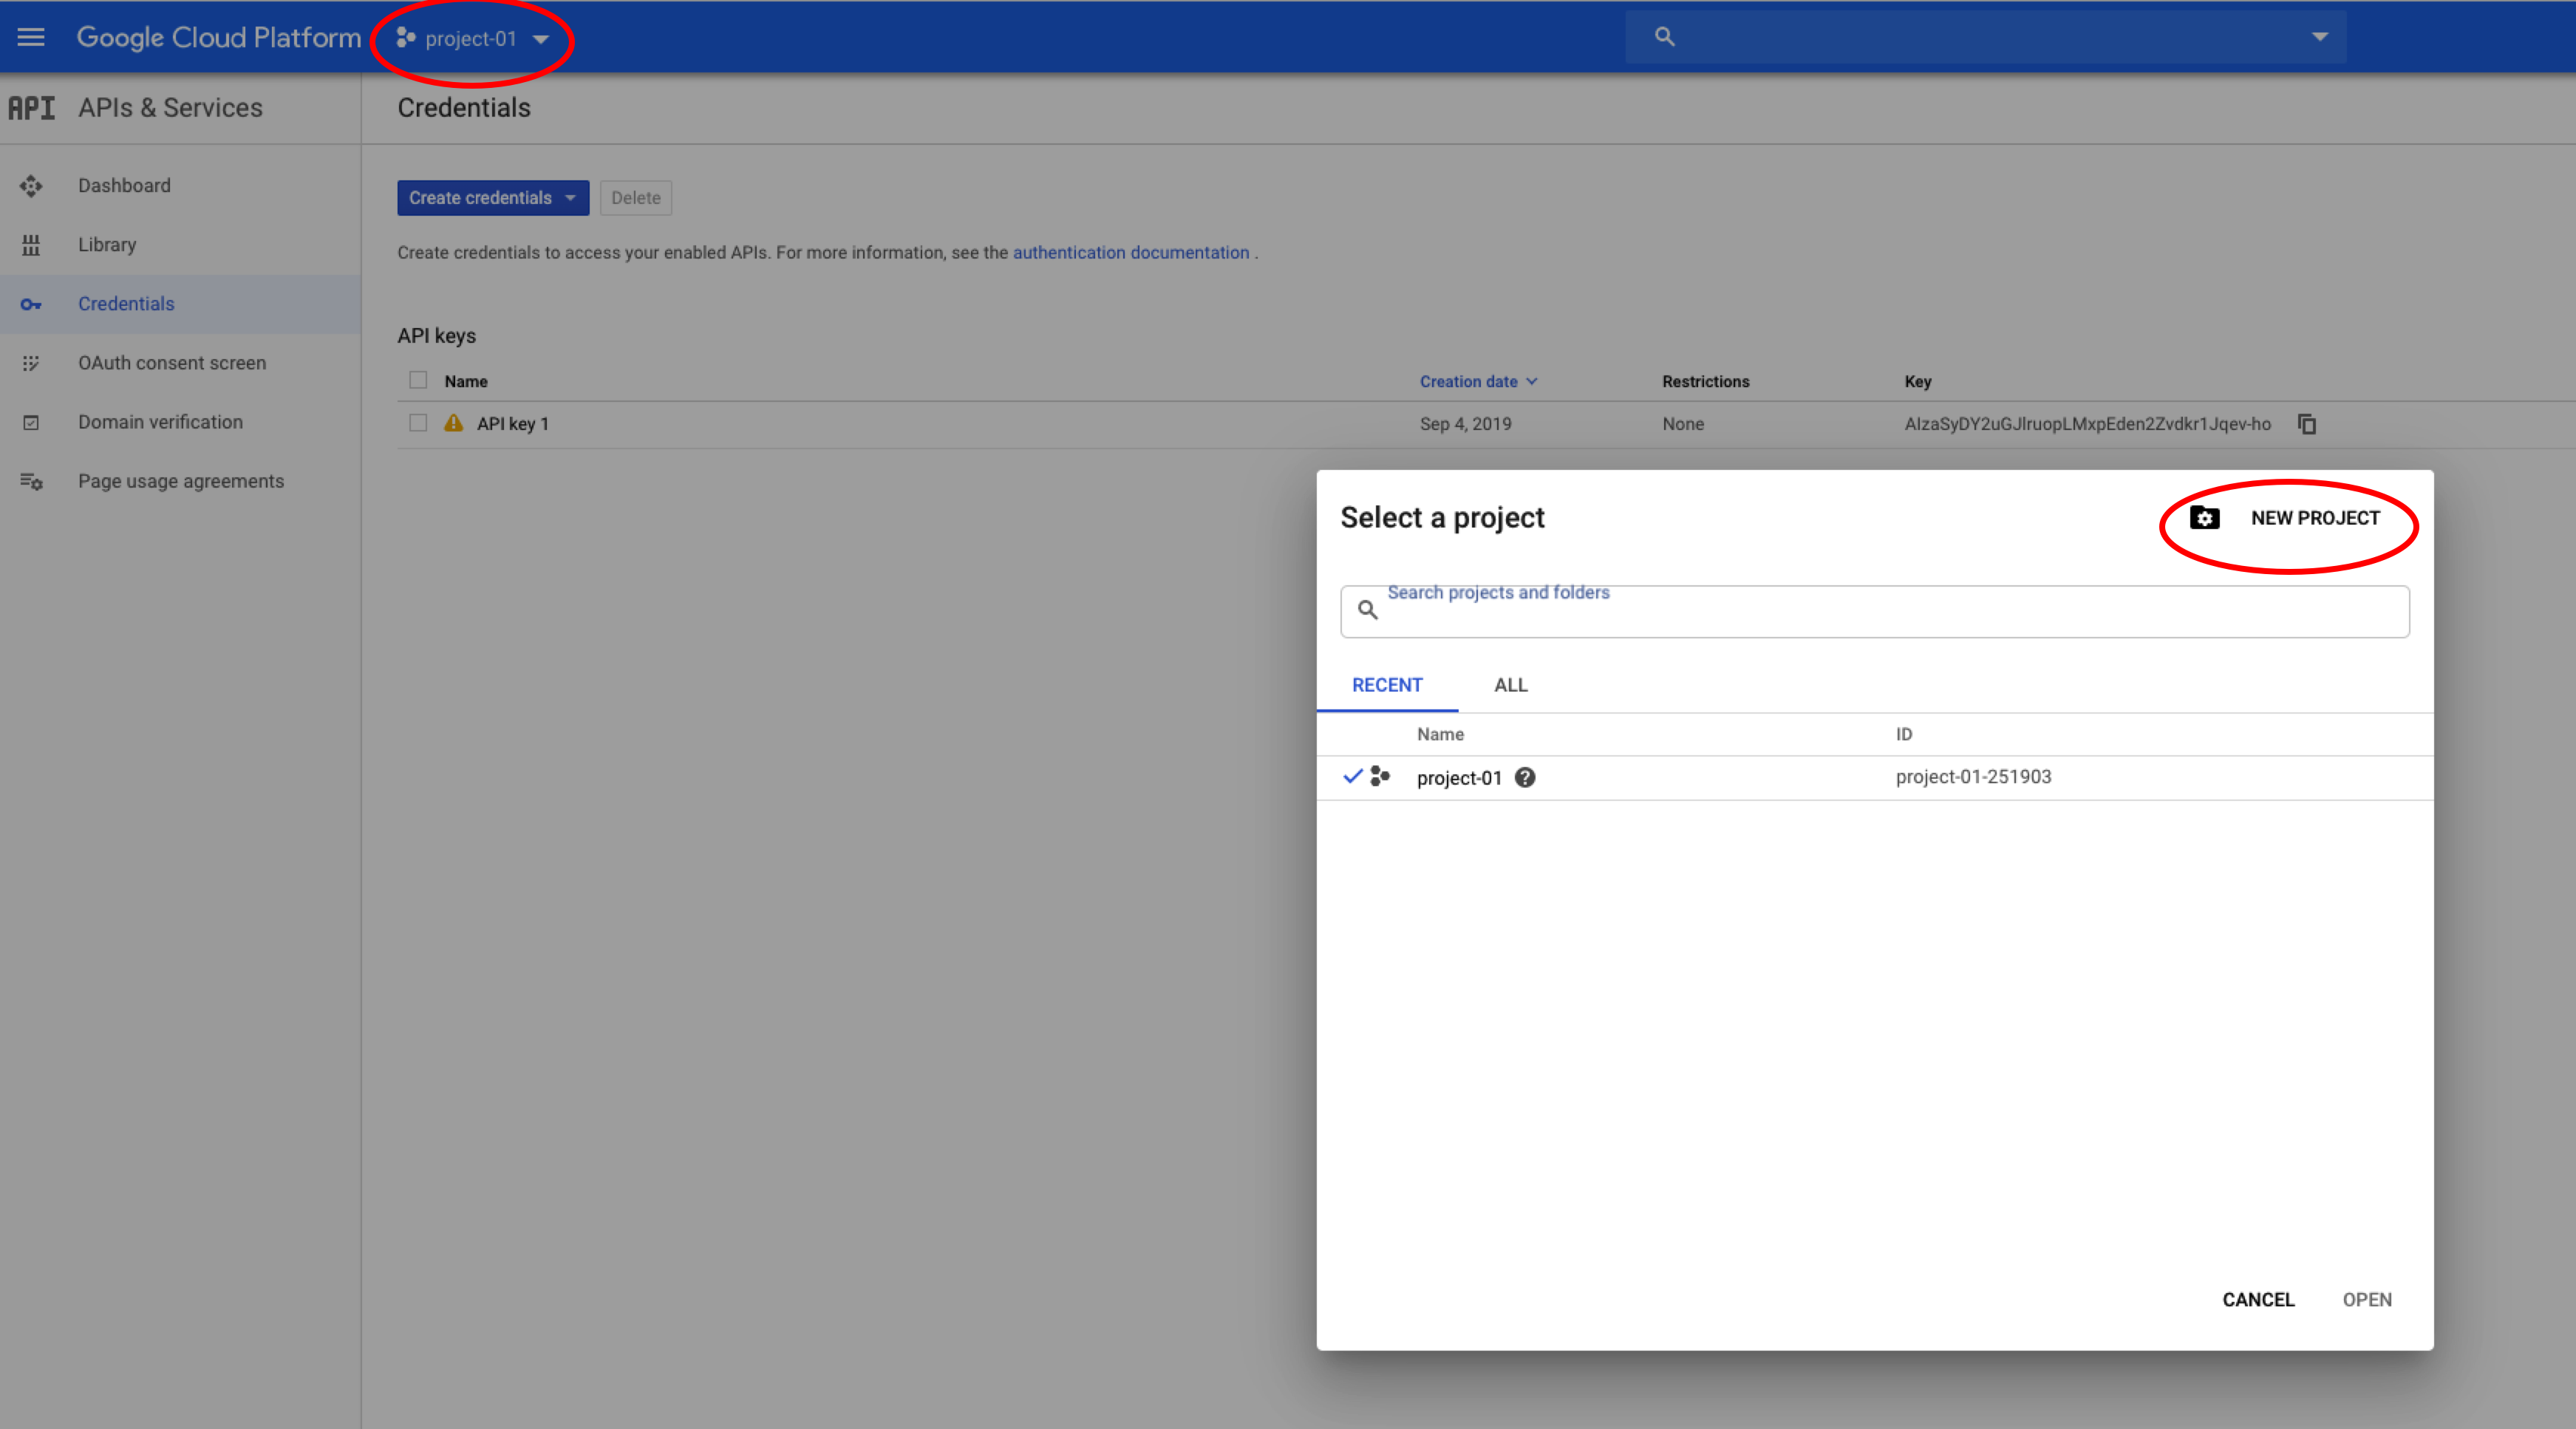 Google Cloud Platform project-01
API APIs & Services
Credentials
Dashboard
Library
Credentials
OAuth consent screen
Domain verification
Page usage agreements
Create credentials Delete
Create credentials to access your enabled APIs. For more information, see the authentication documentation .
API keys
Name Creation date Restrictions Key
API key 1 Sep 4, 2019 None AIzaSyDY2uGJlruopLMxpEden2Zvdkr1Jqev-ho
Select a project NEW PROJECT
Search projects and folders
RECENT ALL
Name ID
project-01 project-01-251903
CANCEL OPEN